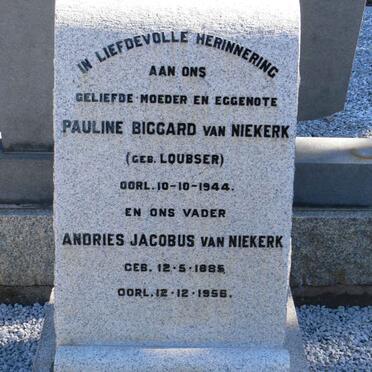 IN LIEFDEVOLLE HERINNERING
AAN ONS
GELIEFDE MOEDER EN EGGENOTE
PAULINE BIGGARD VAN NIEKERK
(GEB. LOUBSER)
OORL. 10-10-1944.
EN ONS VADER
ANDRIES JACOBUS VAN NIEKERK
GEB. 12-5-1885
OORL. 12-12-1956.